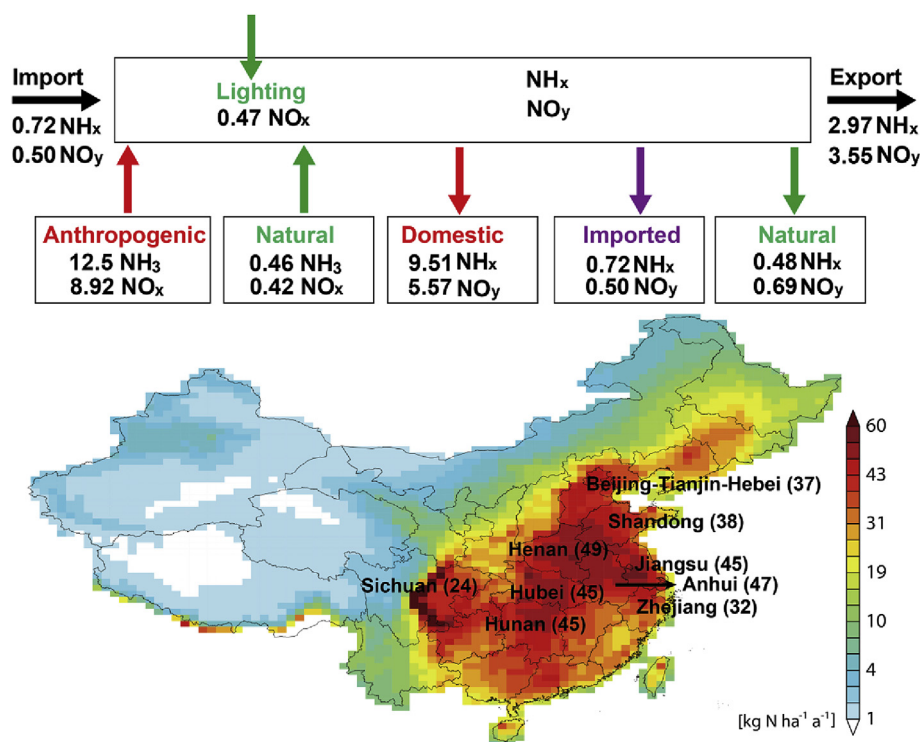 Import
0.72 NHx
0.50 NOy
Lighting
0.47 NOx
NHx
NOy
Export
2.97 NHx
3.55 NOy
Anthropogenic
12.5 NH3
8.92 NOx
Natural
0.46 NH3
0.42 NOx
Domestic
9.51 NHx
5.57 NOy
Imported
0.72 NHx
0.50 NOy
Natural
0.48 NHx
0.69 NOy
Beijing-Tianjin-Hebei (37)
Shandong (38)
Henan (49)
Jiangsu (45)
Sichuan (24)
Hubei (45)
Anhui (47)
Zhejiang (32)
Hunan (45)
60
43
31
19
10
4
1
[kg N ha⁻¹ a⁻¹]